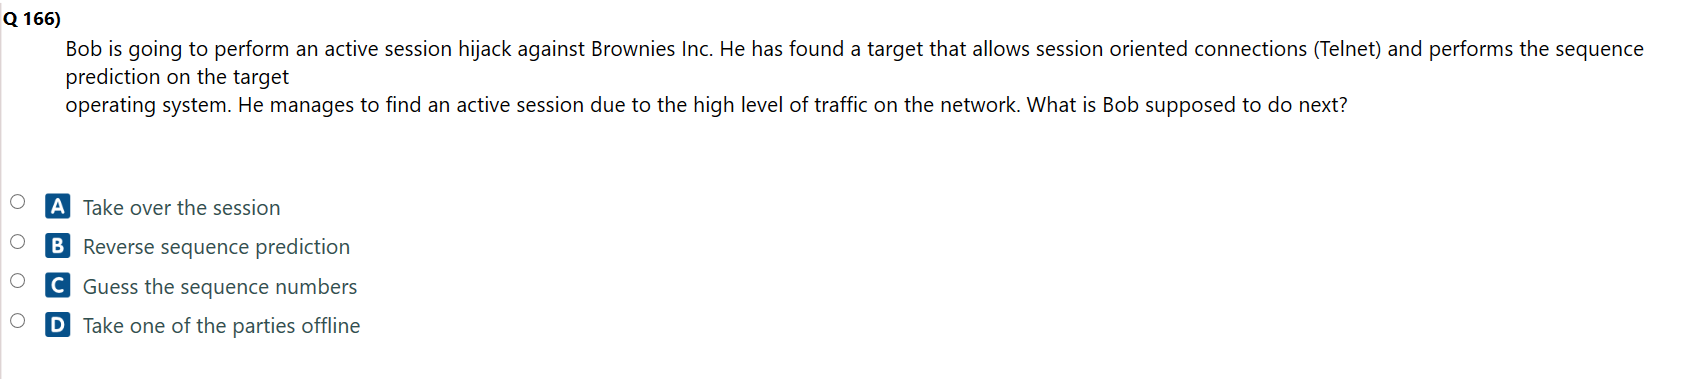 Q 166)
Bob is going to perform an active session hijack against Brownies Inc. He has found a target that allows session oriented connections (Telnet) and performs the sequence
prediction on the target
operating system. He manages to find an active session due to the high level of traffic on the network. What is Bob supposed to do next?
A Take over the session
B Reverse sequence prediction
C Guess the sequence numbers
D Take one of the parties offline